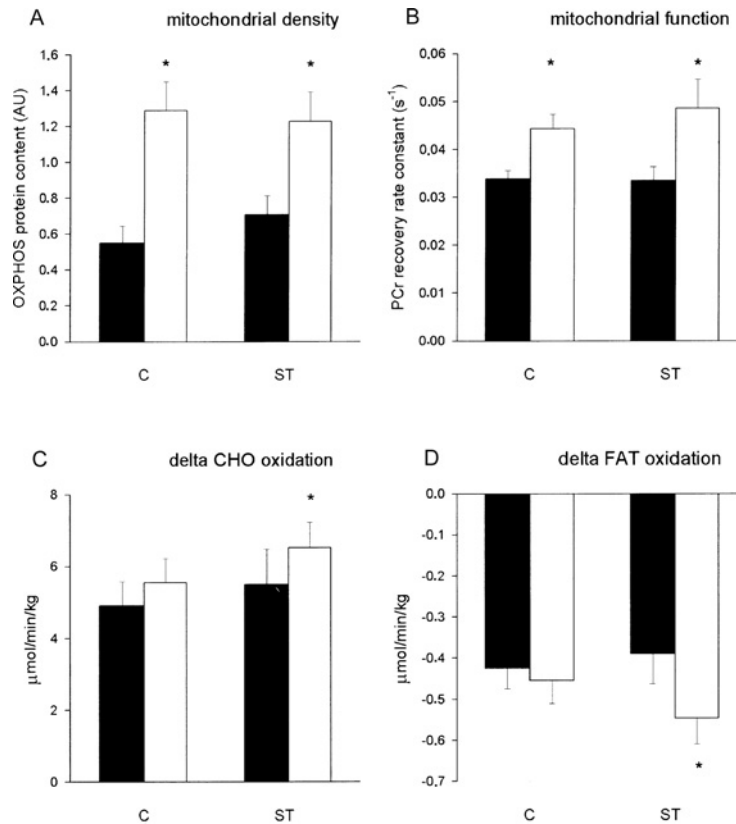 A mitochondrial density
OXPHOS protein content (AU)
1.6
1.4
1.2
1.0
0.8
0.6
0.4
0.2
0.0
* *
C ST
B mitochondrial function
PCr recovery rate constant (s-1)
0.06
0.05
0.04
0.03
0.02
0.01
0.00
* *
C ST
C delta CHO oxidation
μmol/min/kg
8
6
4
2
0
*
C ST
D delta FAT oxidation
μmol/min/kg
0.0
-0.1
-0.2
-0.3
-0.4
-0.5
-0.6
-0.7
*
C ST